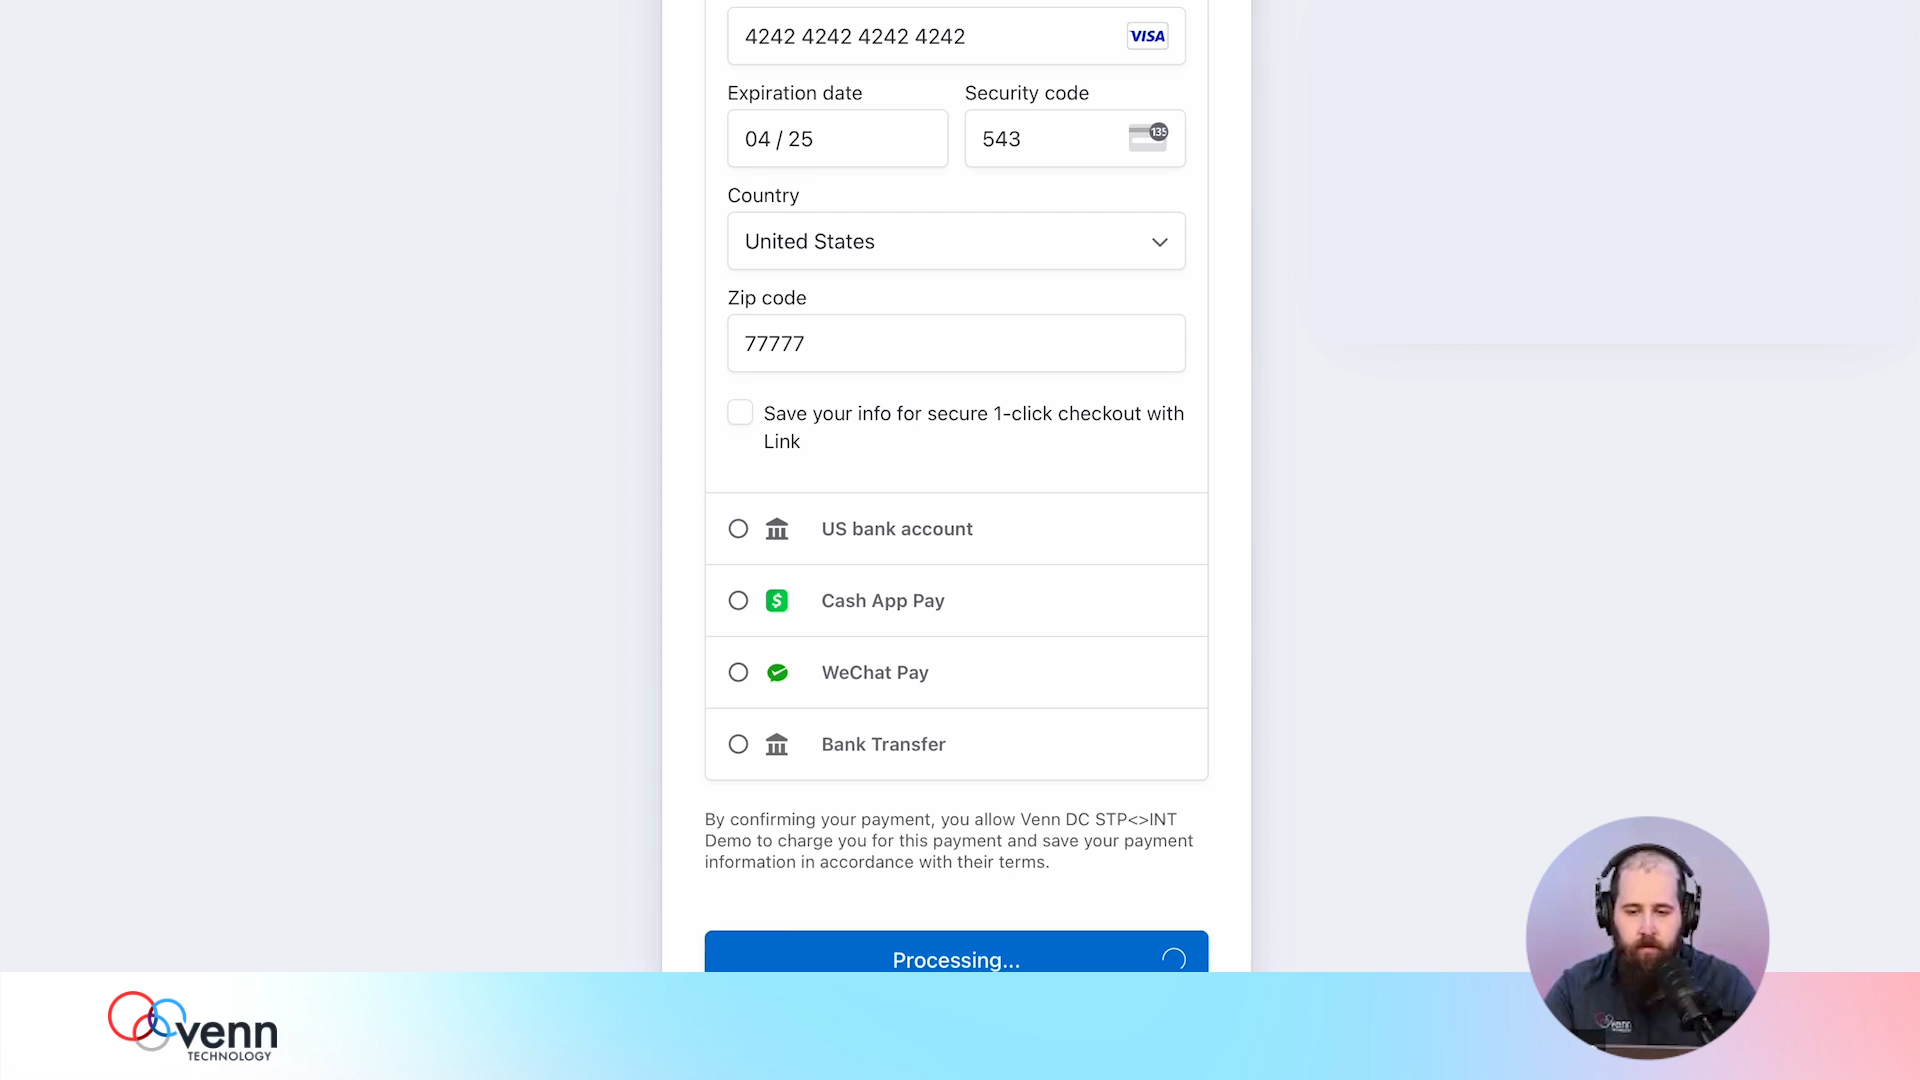 4242 4242 4242 4242
VISA
Expiration date
Security code
04 / 25
543
135
Country
United States
Zip code
77777
Save your info for secure 1-click checkout with
Link
US bank account
Cash App Pay
WeChat Pay
Bank Transfer
By confirming your payment, you allow Venn DC STP<>INT
Demo to charge you for this payment and save your payment
information in accordance with their terms.
Processing...
venn
TECHNOLOGY
venn